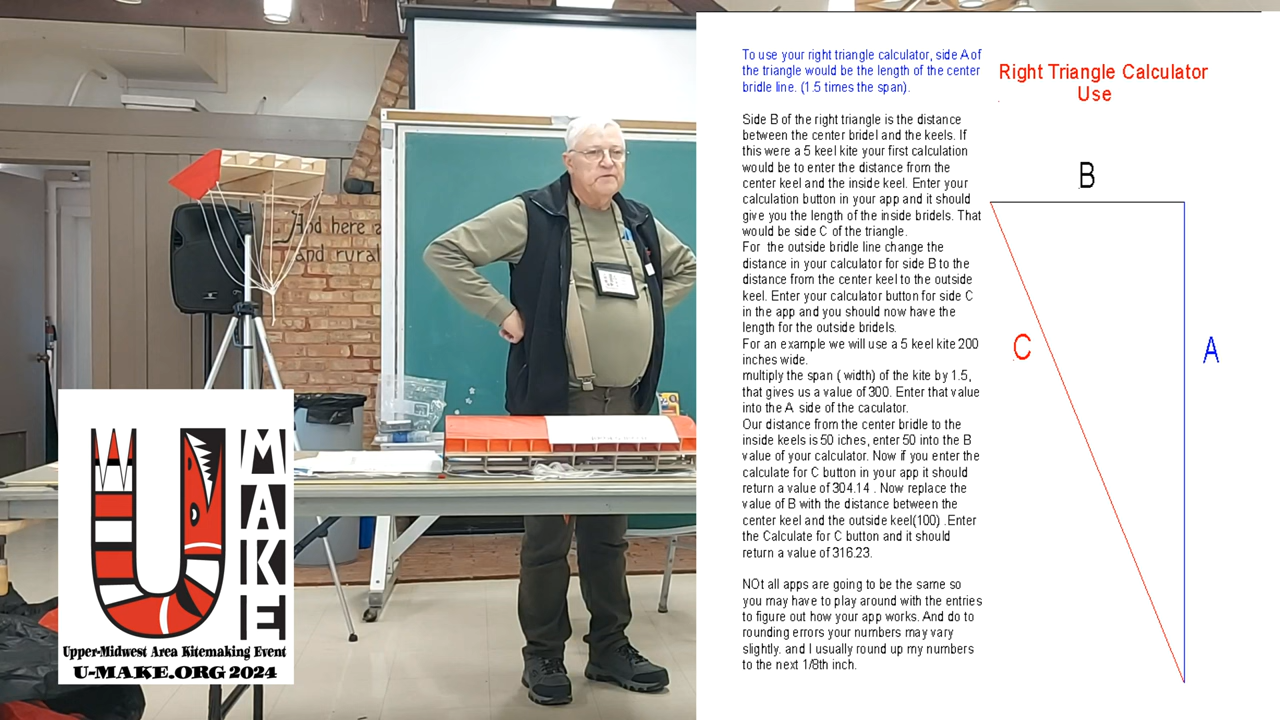 And here a
and rural
M
A
K
E
U
Upper-Midwest Area Kitemaking Event
U-MAKE.ORG 2024
To use your right triangle calculator, side A of
the triangle would be the length of the center
bridle line. (1.5 times the span).
Right Triangle Calculator
Use
Side B of the right triangle is the distance
between the center bridel and the keels. If
this were a 5 keel kite your first calculation
would be to enter the distance from the
center keel and the inside keel. Enter your
calculation button in your app and it should
give you the length of the inside bridels. That
would be side C of the triangle.
For the outside bridle line change the
distance in your calculator for side B to the
distance from the center keel to the outside
keel. Enter your calculator button for side C
in the app and you should now have the
length for the outside bridels.
For an example we will use a 5 keel kite 200
inches wide.
multiply the span ( width) of the kite by 1.5,
that gives us a value of 300. Enter that value
into the A side of the caculator.
Our distance from the center bridle to the
inside keels is 50 iches, enter 50 into the B
value of your calculator. Now if you enter the
calculate for C button in your app it should
return a value of 304.14 . Now replace the
value of B with the distance between the
center keel and the outside keel(100) .Enter
the Calculate for C button and it should
return a value of 316.23.
NOt all apps are going to be the same so
you may have to play around with the entries
to figure out how your app works. And do to
rounding errors your numbers may vary
slightly. and I usually round up my numbers
to the next 1/8th inch.
B
C
A